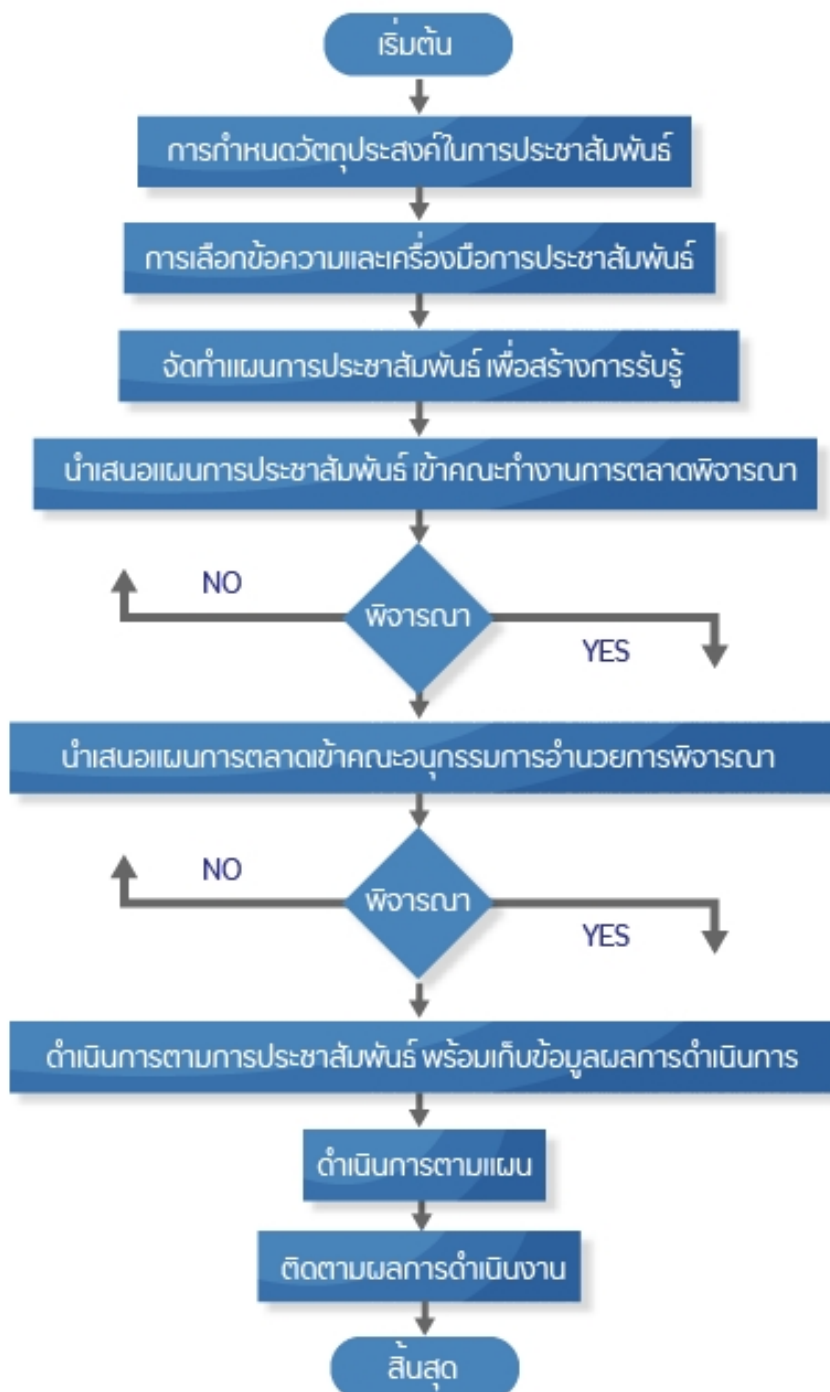 เริ่มต้น
การกำหนดวัตถุประสงค์ในการประชาสัมพันธ์
การเลือกข้อความและเครื่องมือการประชาสัมพันธ์
จัดทำแผนการประชาสัมพันธ์ เพื่อสร้างการรับรู้
นำเสนอแผนการประชาสัมพันธ์ เข้าคณะทำงานการตลาดพิจารณา
NO
พิจารณา
YES
นำเสนอแผนการตลาดเข้าคณะอนุกรรมการอำนวยการพิจารณา
NO
พิจารณา
YES
ดำเนินการตามการประชาสัมพันธ์ พร้อมเก็บข้อมูลผลการดำเนินการ
ดำเนินการตามแผน
ติดตามผลการดำเนินงาน
สิ้นสุด